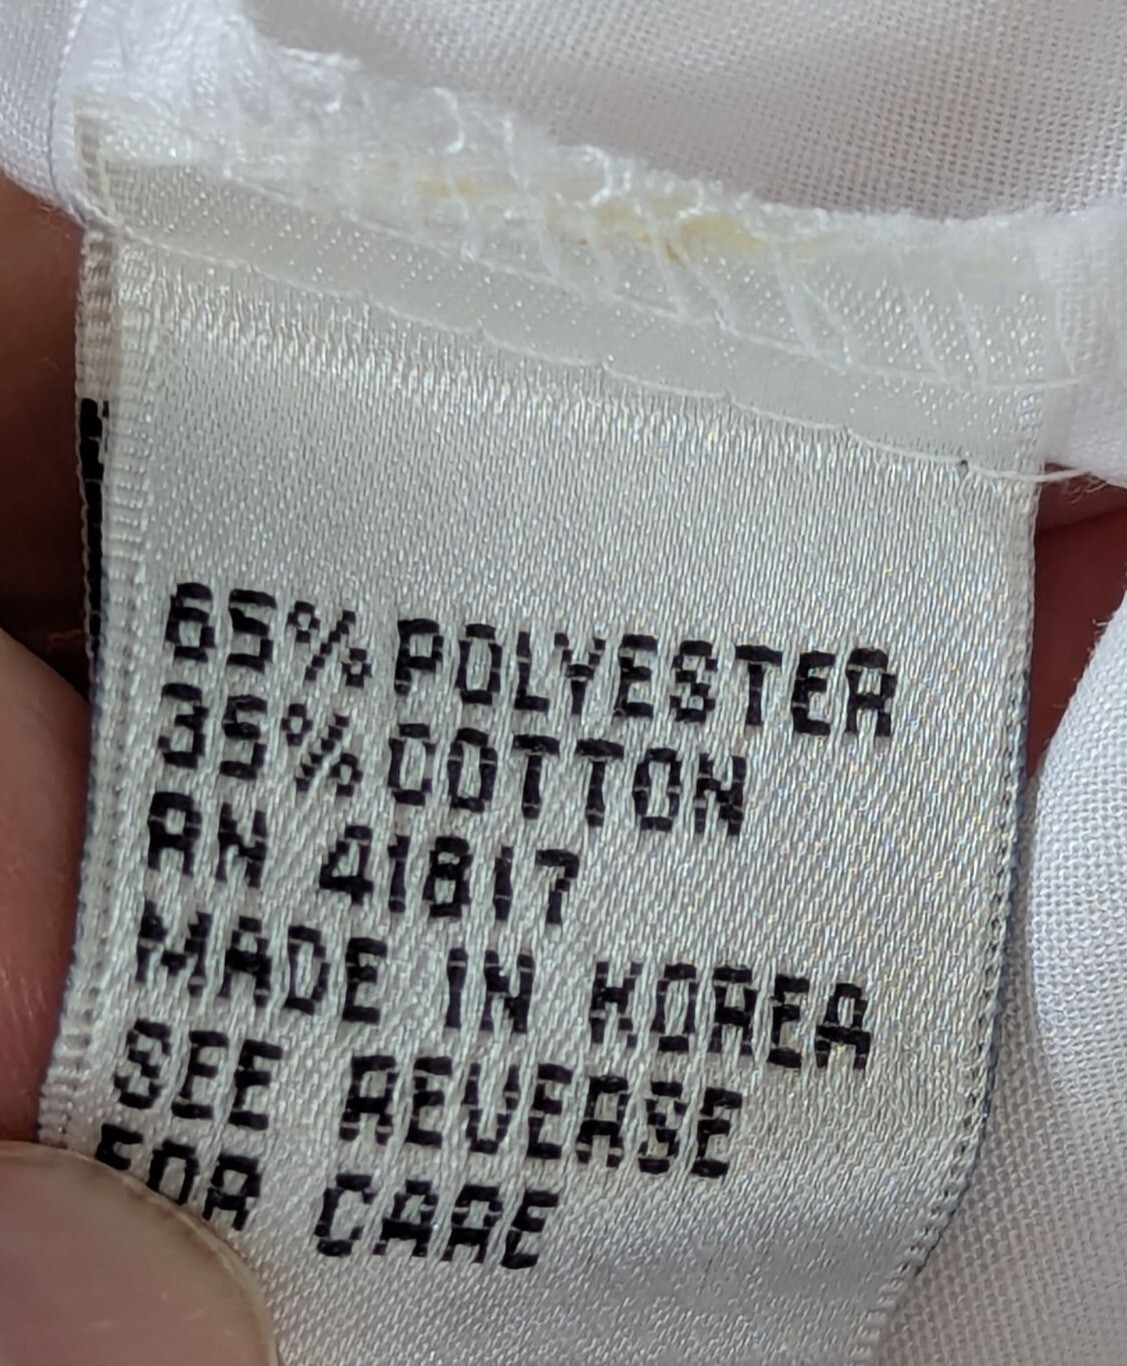 65% POLYESTER
35% COTTON
RN 41817
MADE IN KOREA
SEE REVERSE
FOR CARE